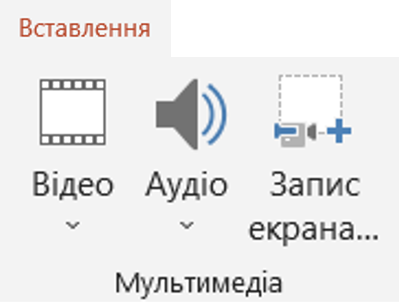 Вставлення
Відео
Аудіо
Запис
екрана...
Мультимедіа